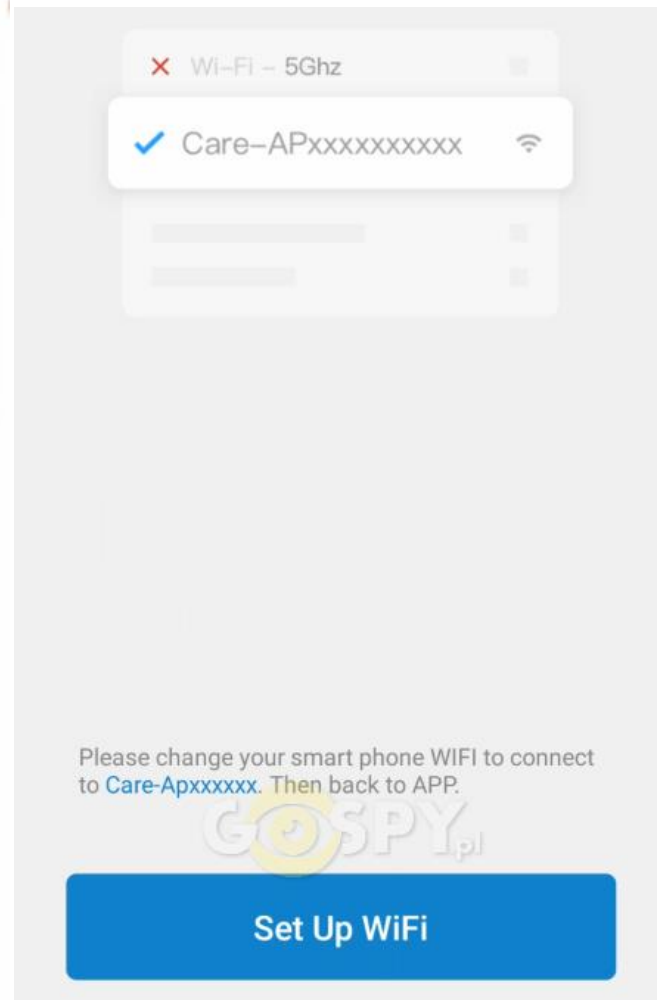 Wi-Fi - 5Ghz
Care-APxxxxxxxxxx
Please change your smart phone WIFI to connect
to Care-Apxxxxxx. Then back to APP.
GOSPY.pl
Set Up WiFi